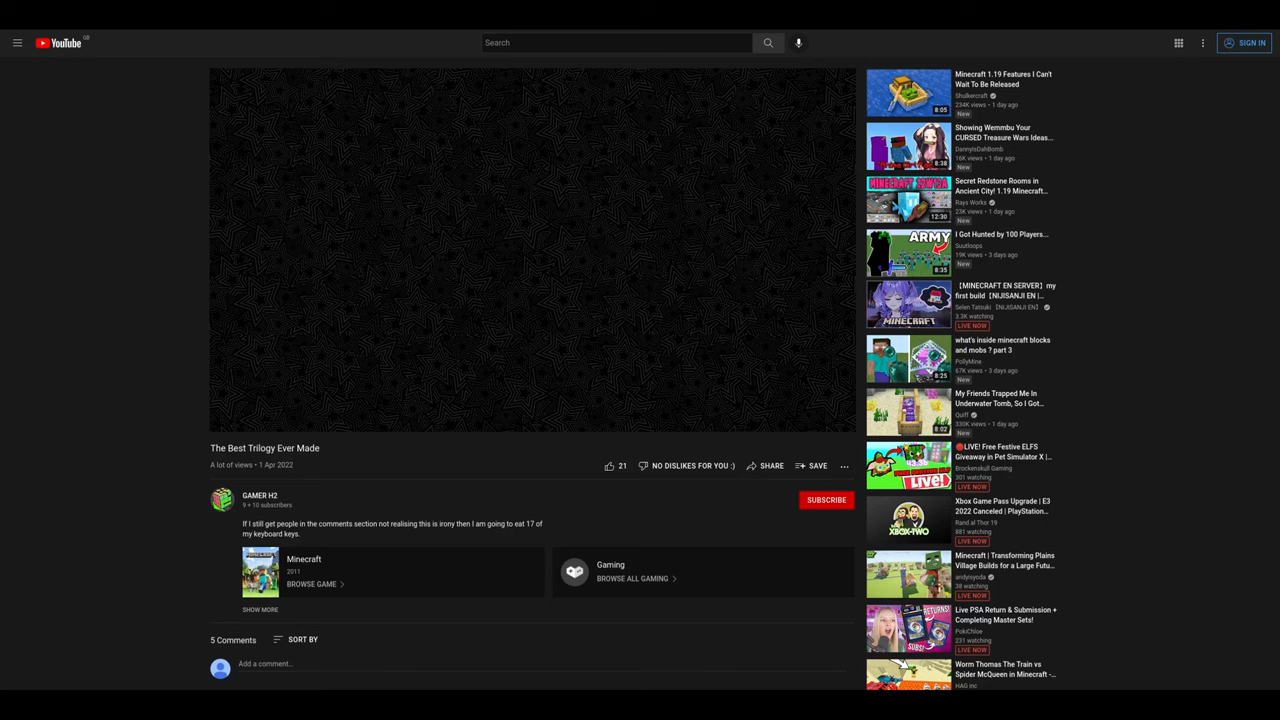 YouTube GB
Search
SIGN IN
The Best Trilogy Ever Made
A lot of views • 1 Apr 2022
21
NO DISLIKES FOR YOU :)
SHARE
SAVE
GAMER H2
9 + 10 subscribers
SUBSCRIBE
If I still get people in the comments section not realising this is irony then I am going to eat 17 of
my keyboard keys.
Minecraft
2011
BROWSE GAME
Gaming
BROWSE ALL GAMING
SHOW MORE
5 Comments
SORT BY
Add a comment...
8:05
Minecraft 1.19 Features I Can't
Wait To Be Released
Shulkercraft
234K views • 1 day ago
New
8:38
Showing Wemmbu Your
CURSED Treasure Wars Ideas...
DannyIsDahBomb
16K views • 1 day ago
New
12:30
Secret Redstone Rooms in
Ancient City! 1.19 Minecraft...
Rays Works
23K views • 1 day ago
New
ARMY
8:35
I Got Hunted by 100 Players...
Suutloops
19K views • 3 days ago
New
MINECRAFT
【MINECRAFT EN SERVER】my
first build【NIJISANJI EN |...
Selen Tatsuki 【NIJISANJI EN】
3.3K watching
LIVE NOW
8:25
what's inside minecraft blocks
and mobs ? part 3
PollyMine
67K views • 3 days ago
New
8:02
My Friends Trapped Me In
Underwater Tomb, So I Got...
Quiff
330K views • 1 day ago
New
LIVE!
🔴LIVE! Free Festive ELFS
Giveaway in Pet Simulator X |...
Brockenskull Gaming
301 watching
LIVE NOW
XBOX-TWO
Xbox Game Pass Upgrade | E3
2022 Canceled | PlayStation...
Rand al Thor 19
881 watching
LIVE NOW
Minecraft | Transforming Plains
Village Builds for a Large Futu...
andyisyoda
38 watching
LIVE NOW
RETURNS!
SUBS!
Live PSA Return & Submission +
Completing Master Sets!
PokiChloe
231 watching
LIVE NOW
Worm Thomas The Train vs
Spider McQueen in Minecraft -...
HAG inc